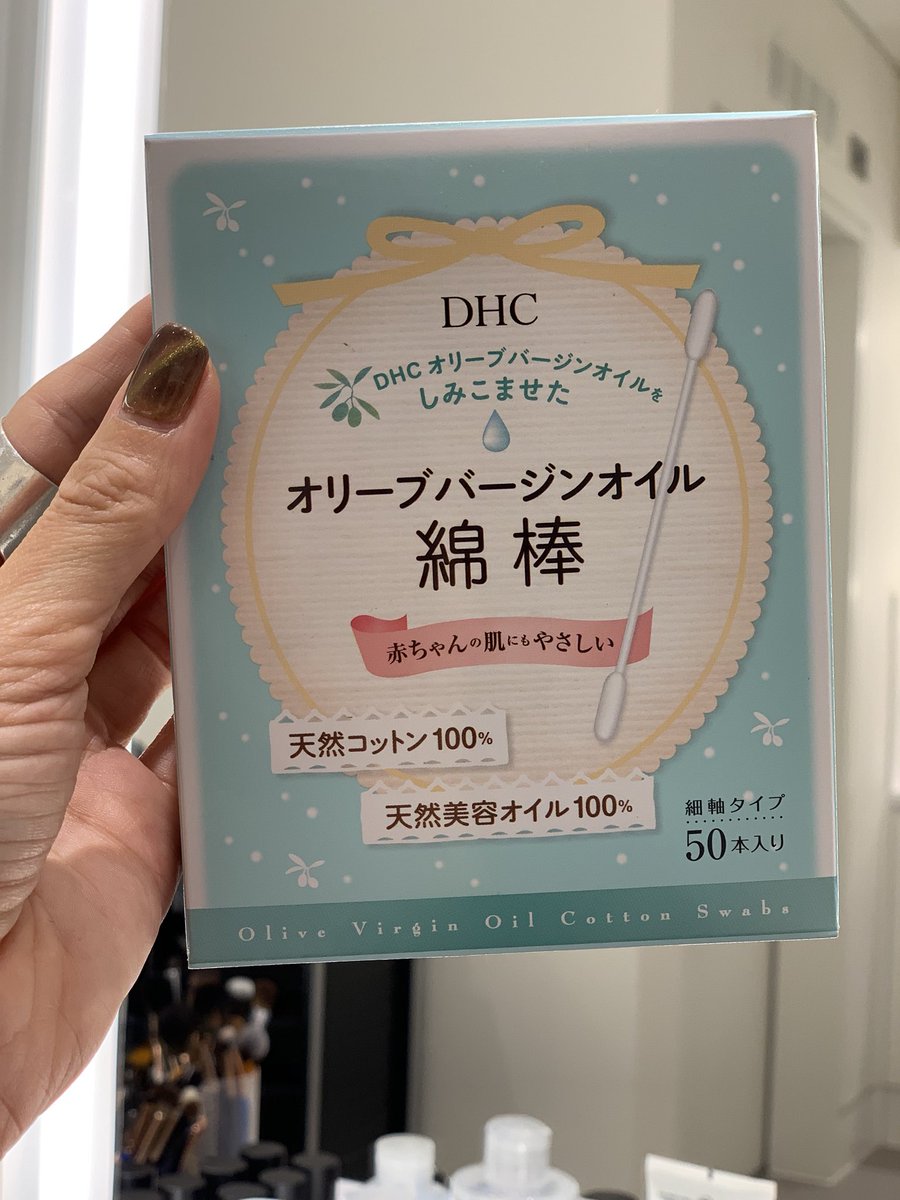 DHC
DHC オリーブバージンオイルを
しみこませた
オリーブバージンオイル
綿棒
赤ちゃんの肌にもやさしい
天然コットン100%
天然美容オイル100%
細軸タイプ
50本入り
Olive Virgin Oil Cotton Swabs